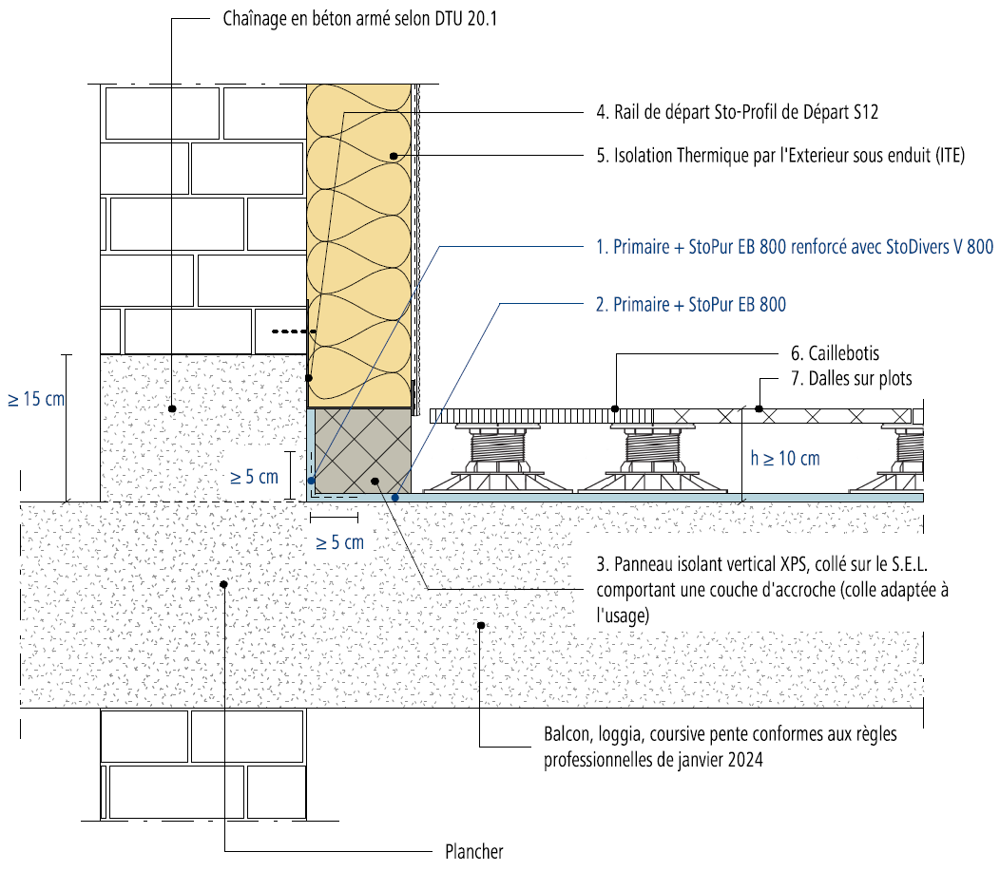 Chaînage en béton armé selon DTU 20.1
4. Rail de départ Sto-Profil de Départ S12
5. Isolation Thermique par l'Exterieur sous enduit (ITE)
1. Primaire + StoPur EB 800 renforcé avec StoDivers V 800
2. Primaire + StoPur EB 800
6. Caillebotis
7. Dalles sur plots
≥ 15 cm
≥ 5 cm
h ≥ 10 cm
≥ 5 cm
3. Panneau isolant vertical XPS, collé sur le S.E.L.
comportant une couche d'accroche (colle adaptée à
l'usage)
Balcon, loggia, coursive pente conformes aux règles
professionnelles de janvier 2024
Plancher